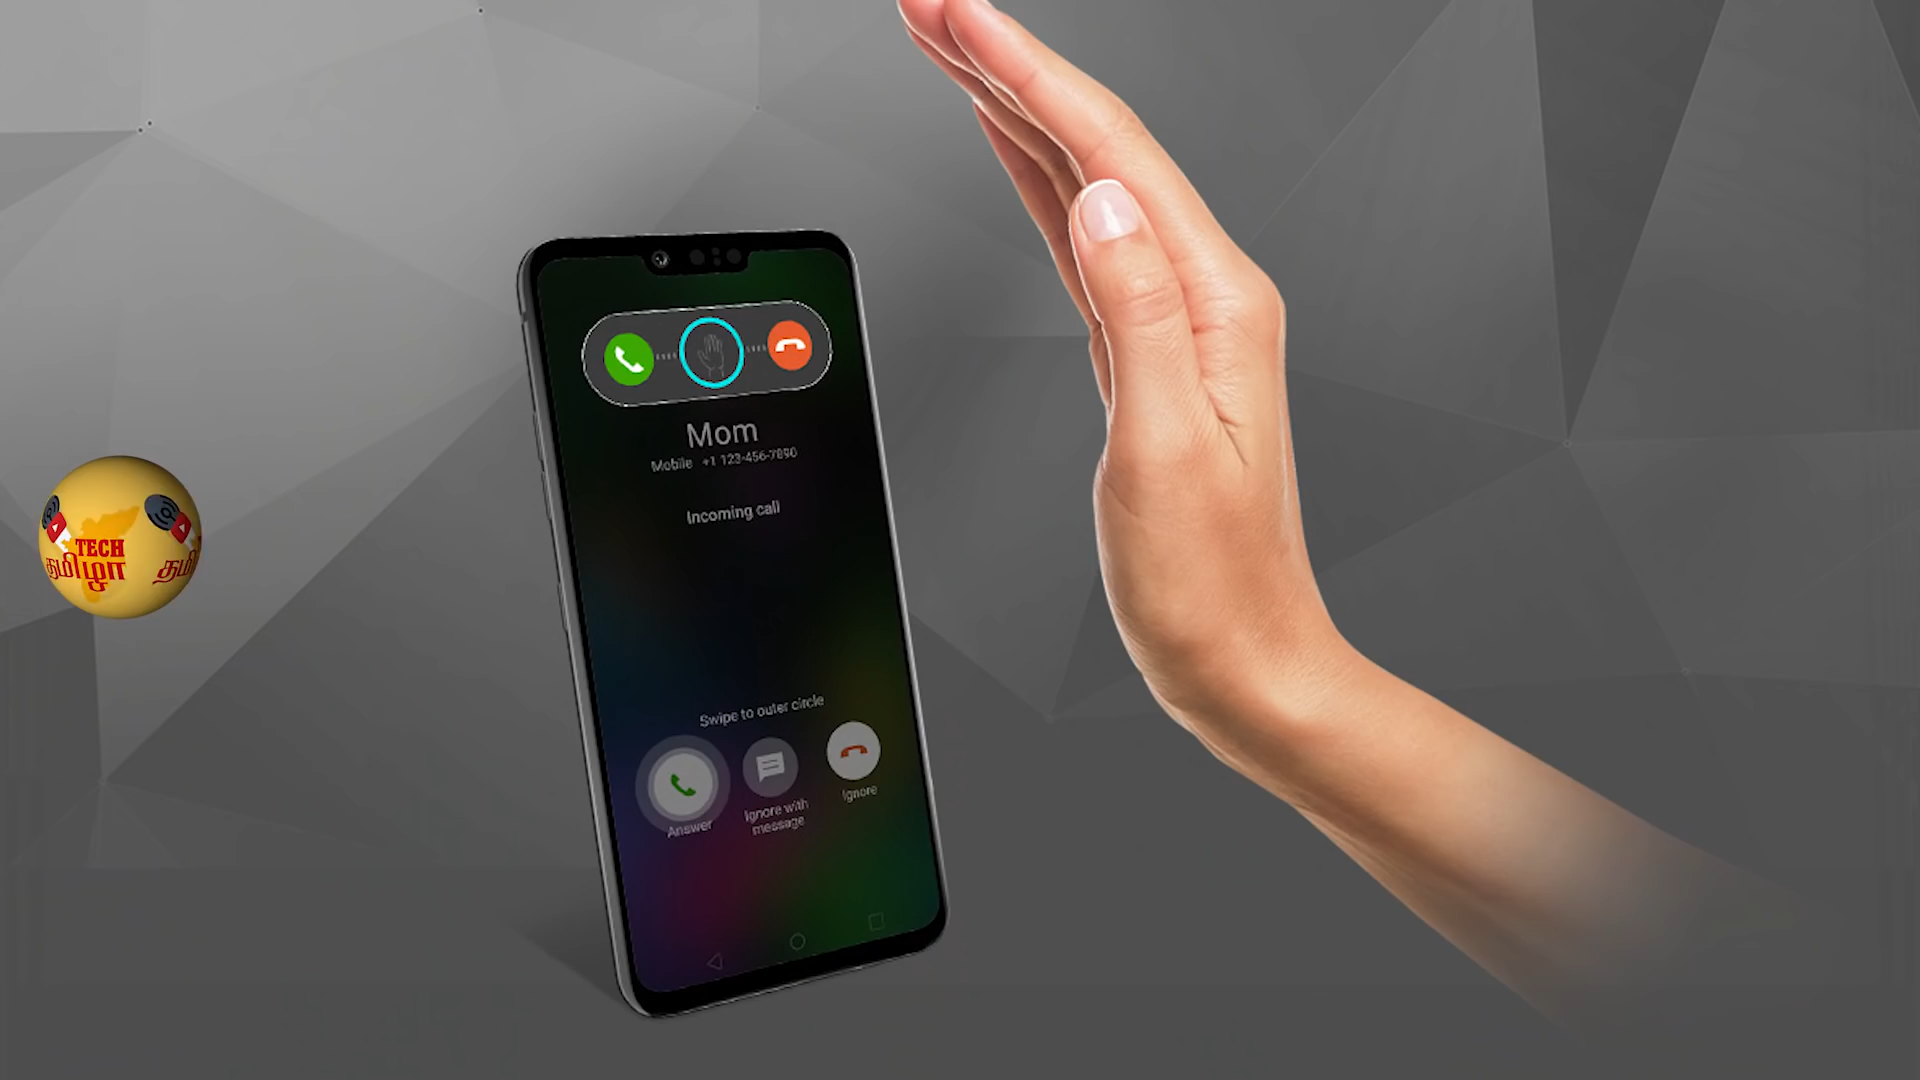 Mom
Mobile +1 123-456-7890
Incoming call
TECH
தமிழா
தமி
Swipe to outer circle
Answer
Ignore with
message
Ignore